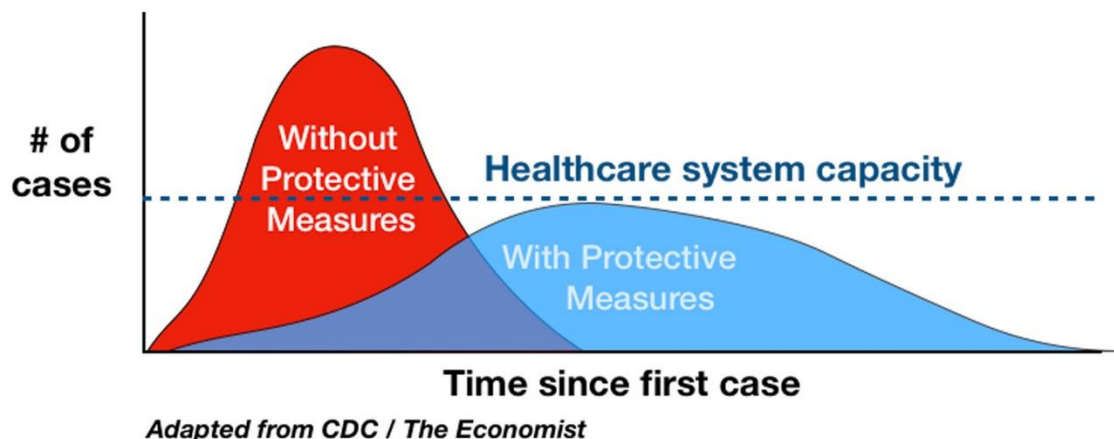 # of
cases
Without
Protective
Measures
Healthcare system capacity
With Protective
Measures
Time since first case
Adapted from CDC / The Economist